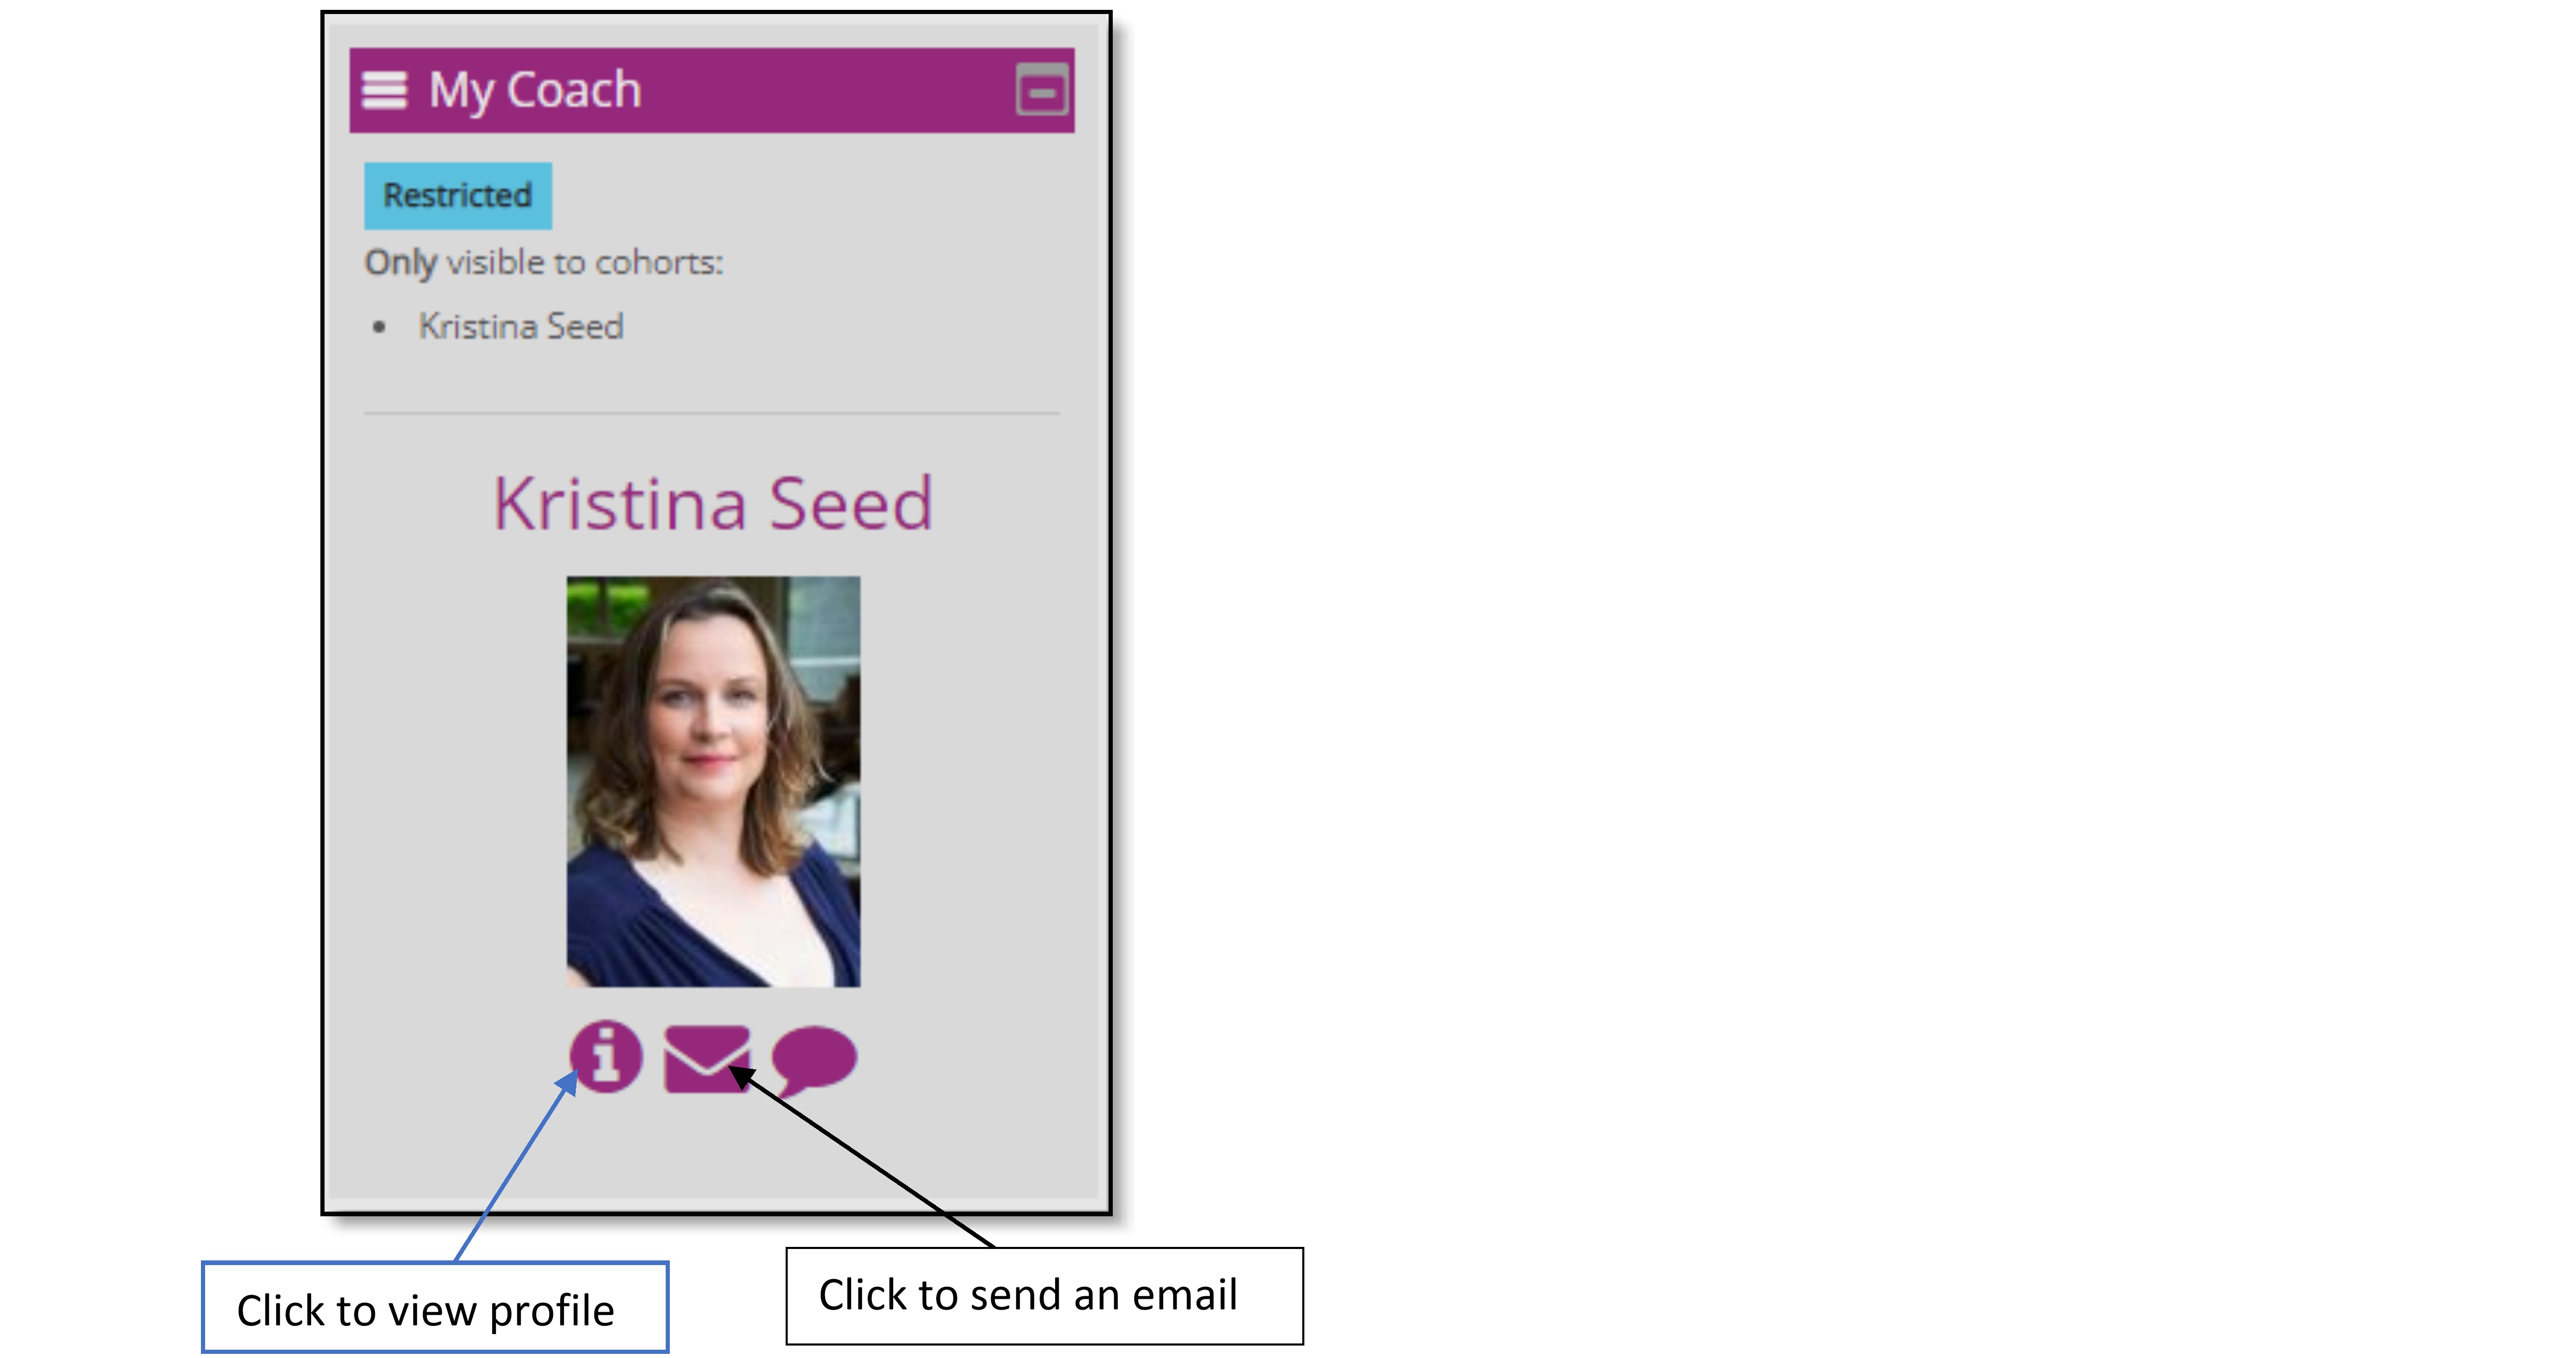 My Coach
Restricted
Only visible to cohorts:
• Kristina Seed
Kristina Seed
Click to view profile
Click to send an email